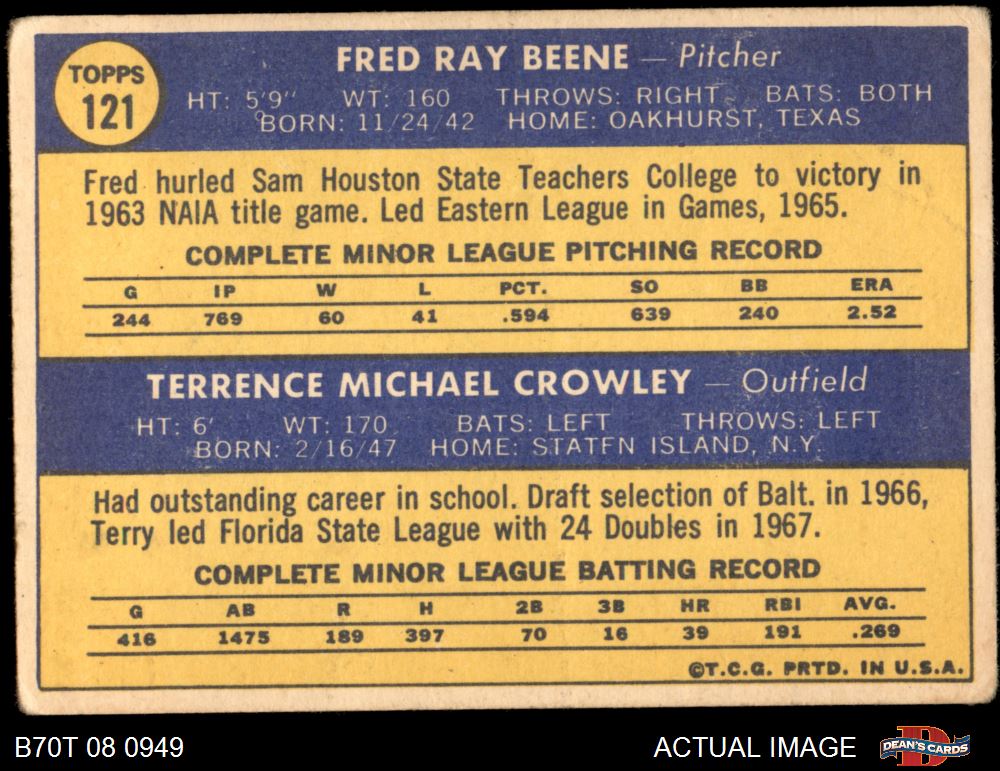 TOPPS
121
FRED RAY BEENE — Pitcher
HT: 5'9" WT: 160 THROWS: RIGHT BATS: BOTH
BORN: 11/24/42 HOME: OAKHURST, TEXAS
Fred hurled Sam Houston State Teachers College to victory in
1963 NAIA title game. Led Eastern League in Games, 1965.
COMPLETE MINOR LEAGUE PITCHING RECORD
G IP W L PCT. SO BB ERA
244 769 60 41 .594 639 240 2.52
TERRENCE MICHAEL CROWLEY — Outfield
HT: 6' WT: 170 BATS: LEFT THROWS: LEFT
BORN: 2/16/47 HOME: STATEN ISLAND, N.Y.
Had outstanding career in school. Draft selection of Balt. in 1966,
Terry led Florida State League with 24 Doubles in 1967.
COMPLETE MINOR LEAGUE BATTING RECORD
G AB R H 2B 3B HR RBI AVG.
416 1475 189 397 70 16 39 191 .269
©T.C.G. PRTD. IN U.S.A.
B70T 08 0949 ACTUAL IMAGE DEAN'S CARDS